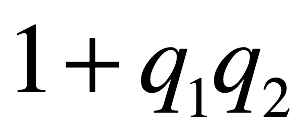 1 + q₁q₂